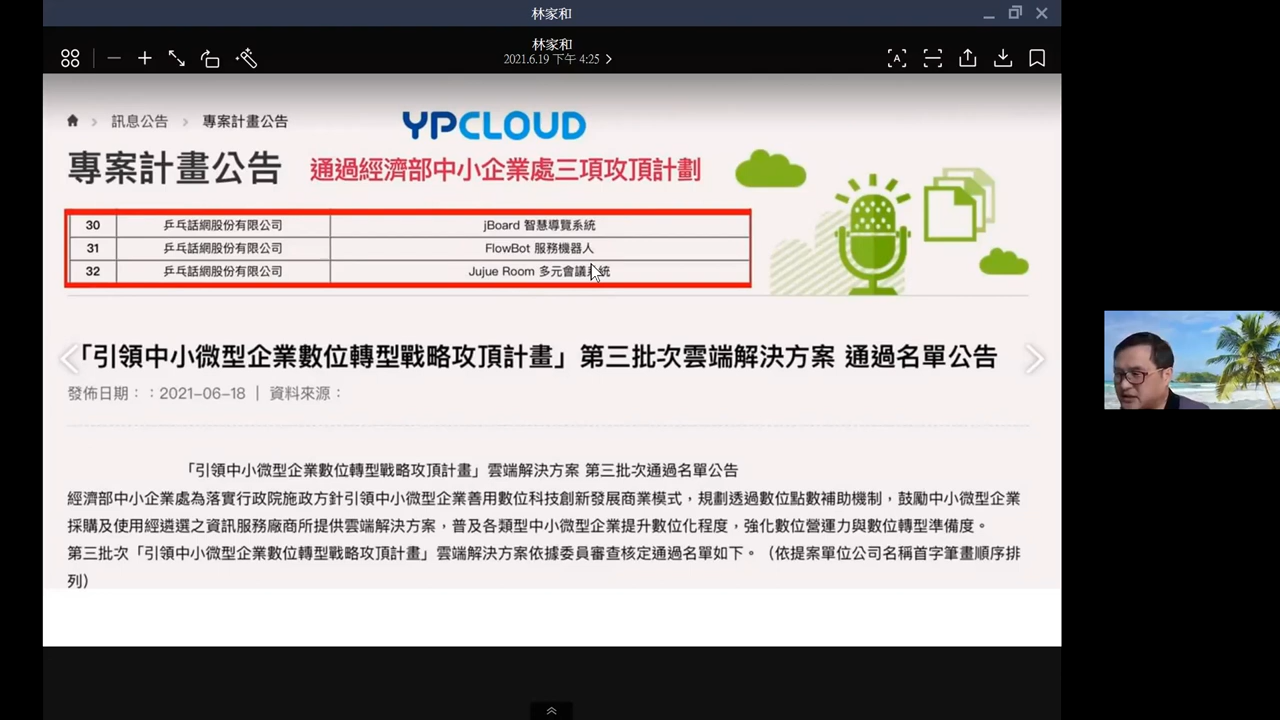 林家和
林家和
2021.6.19 下午 4:25
訊息公告 專案計畫公告
YPCLOUD
專案計畫公告 通過經濟部中小企業處三項攻頂計劃
30 乒乓話網股份有限公司 jBoard 智慧導覽系統
31 乒乓話網股份有限公司 FlowBot 服務機器人
32 乒乓話網股份有限公司 Jujue Room 多元會議系統
「引領中小微型企業數位轉型戰略攻頂計畫」第三批次雲端解決方案 通過名單公告
發佈日期：：2021-06-18 ｜ 資料來源：
「引領中小微型企業數位轉型戰略攻頂計畫」雲端解決方案 第三批次通過名單公告
經濟部中小企業處為落實行政院施政方針引領中小微型企業善用數位科技創新發展商業模式，規劃透過數位點數補助機制，鼓勵中小微型企業
採購及使用經遴選之資訊服務廠商所提供雲端解決方案，普及各類型中小微型企業提升數位化程度，強化數位營運力與數位轉型準備度。
第三批次「引領中小微型企業數位轉型戰略攻頂計畫」雲端解決方案依據委員審查核定通過名單如下。（依提案單位公司名稱首字筆畫順序排
列）